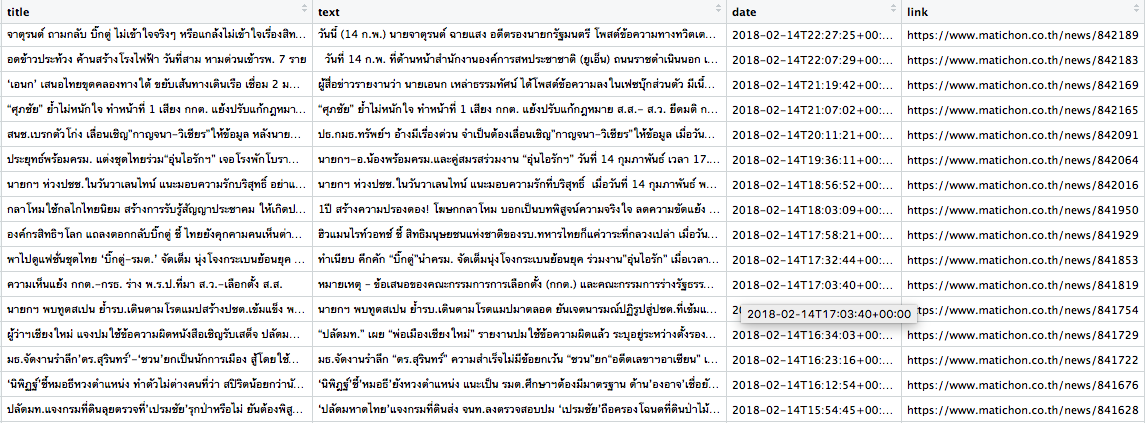 title text date link
จาตุรนต์ ถามกลับ บิ๊กตู่ ไม่เข้าใจจริงๆ หรือแกล้งไม่เข้าใจเรื่องสิท... วันนี้ (14 ก.พ.) นายจาตุรนต์ ฉายแสง อดีตรองนายกรัฐมนตรี โพสต์ข้อความทางทวิตเต... 2018-02-14T22:27:25+00:... https://www.matichon.co.th/news/842189
อดข้าวประท้วง ค้านสร้างโรงไฟฟ้า วันที่สาม หามด่วนเข้ารพ. 7 ราย วันที่ 14 ก.พ. ที่ด้านหน้าสำนักงานองค์การสหประชาชาติ (ยูเอ็น) ถนนราชดำเนินนอก เ... 2018-02-14T22:07:29+00:... https://www.matichon.co.th/news/842183
'เอนก' เสนอไทยขุดคลองทางใต้ ขยับเส้นทางเดินเรือ เชื่อม 2 ม... ผู้สื่อข่าวรายงานว่า นายเอนก เหล่าธรรมทัศน์ ได้โพสต์ข้อความลงในเฟซบุ๊กส่วนตัว มีเนื้... 2018-02-14T21:19:42+00:... https://www.matichon.co.th/news/842169
“ศุภชัย” ย้ำไม่หนักใจ ทำหน้าที่ 1 เสียง กกต. แย้งปรับแก้กฎหมา... “ศุภชัย” ย้ำไม่หนักใจ ทำหน้าที่ 1 เสียง กกต. แย้งปรับแก้กฎหมาย ส.ส.- ส.ว. ยึดมติ ก... 2018-02-14T21:07:02+00:... https://www.matichon.co.th/news/842165
สนช.เบรกตัวโก่ง เลื่อนเชิญ"กาญจนา-วิเชียร"ให้ข้อมูล หลังนาย... ปธ.กมธ.ทรัพย์ฯ อ้างมีเรื่องด่วน จำเป็นต้องเลื่อนเชิญ"กาญจนา-วิเชียร"ให้ข้อมูล เมื่อวัน... 2018-02-14T20:11:21+00:... https://www.matichon.co.th/news/842091
ประยุทธ์พร้อมครม. แต่งชุดไทยร่วม“อุ่นไอรักฯ” เจอโรงพักโบรา... นายกฯ-อ.น้องพร้อมครม.และคู่สมรสร่วมงาน “อุ่นไอรักฯ” วันที่ 14 กุมภาพันธ์ เวลา 17.... 2018-02-14T19:36:11+00:... https://www.matichon.co.th/news/842064
นายกฯ ห่วงปชช.ในวันวาเลนไทน์ แนะมอบความรักบริสุทธิ์ อย่าแ... นายกฯ ห่วงปชช.ในวันวาเลนไทน์ แนะมอบความรักที่บริสุทธิ์ เมื่อวันที่ 14 กุมภาพันธ์ พ... 2018-02-14T18:56:52+00:... https://www.matichon.co.th/news/842016
กลาโหมใช้กลไกไทยนิยม สร้างการรับรู้สัญญาประชาคม ให้เกิดป... 1ปี สร้างความปรองดอง! โฆษกกลาโหม บอกเป็นบทพิสูจน์ความจริงใจ ลดความขัดแย้ง ... 2018-02-14T18:03:09+00:... https://www.matichon.co.th/news/841950
องค์กรสิทธิฯโลก แถลงตอกกลับบิ๊กตู่ ชี้ ไทยยังคุกคามคนเห็นต่า... ฮิวแมนไรท์วอทช์ ชี้ สิทธิมนุษยชนแห่งชาติของรบ.ทหารไทยก็แค่วาระที่กลวงเปล่า เมื่อวัน... 2018-02-14T17:58:21+00:... https://www.matichon.co.th/news/841929
พาไปดูแฟชั่นชุดไทย ‘บิ๊กตู่-รมต.’ จัดเต็ม นุ่งโจงกระเบนย้อนยุค ... ทำเนียบ คึกคัก “บิ๊กตู่”นำครม. จัดเต็มนุ่งโจงกระเบนย้อนยุค ร่วมงาน"อุ่นไอรัก" เมื่อเวลา... 2018-02-14T17:32:44+00:... https://www.matichon.co.th/news/841853
ความเห็นแย้ง กกต.-กรธ. ร่าง พ.ร.ป.ที่มา ส.ว.-เลือกตั้ง ส.ส. หมายเหตุ - ข้อเสนอของคณะกรรมการการเลือกตั้ง (กกต.) และคณะกรรมการร่างรัฐธรร... 2018-02-14T17:03:40+00:... https://www.matichon.co.th/news/841819
นายกฯ พบทูตสเปน ย้ำรบ.เดินตามโรดแมปสร้างปชต.เข้มแข็ง พ... นายกฯ พบทูตสเปน ย้ำรบ.เดินตามโรดแมปมาตลอด ยันเจตนารมณ์ปฏิรูปสู่ปชต.ที่เข้ม... 20 https://www.matichon.co.th/news/841754
2018-02-14T17:03:40+00:00
ผู้ว่าฯเชียงใหม่ แจงปมใช้ข้อความผิดหนังสือเชิญรับเสด็จ ปลัดม... “ปลัดมท.” เผย “พ่อเมืองเชียงใหม่” รายงานปมใช้ข้อความผิดแล้ว ระบุอยู่ระหว่างตั้งรอง... 2018-02-14T16:34:03+00:... https://www.matichon.co.th/news/841729
มธ.จัดงานรำลึก‘ดร.สุรินทร์’-‘ชวน’ยกเป็นนักการเมือง สู้โดยใช้... มธ.จัดงานรำลึก “ดร.สุรินทร์” ความสำเร็จไม่มีข้อยกเว้น “ชวน”ยก“อดีตเลขาฯอาเซียน” เ... 2018-02-14T16:23:16+00:... https://www.matichon.co.th/news/841722
'นิพิฏฐ์'ชี้หมอธีหวงตำแหน่ง ทำตัวไม่ต่างคนที่ว่า สปิริตน้อยกว่านั... 'นิพิฏฐ์'ชี้'หมอธี'ยังหวงตำแหน่ง แนะเป็น รมต.ศึกษาฯต้องมีมาตรฐาน ด้าน'องอาจ'เชื่อยั... 2018-02-14T16:12:54+00:... https://www.matichon.co.th/news/841676
ปลัดมท.แจงกรมที่ดินลุยตรวจที่'เปรมชัย'รุกป่าหรือไม่ ยันต้องพิสู... ‘ปลัดมหาดไทย’แจงกรมที่ดินส่ง จนท.ลงตรวจสอบปม ‘เปรมชัย’ถือครองโฉนดที่ดินป่าไม้... 2018-02-14T15:54:45+00:... https://www.matichon.co.th/news/841628